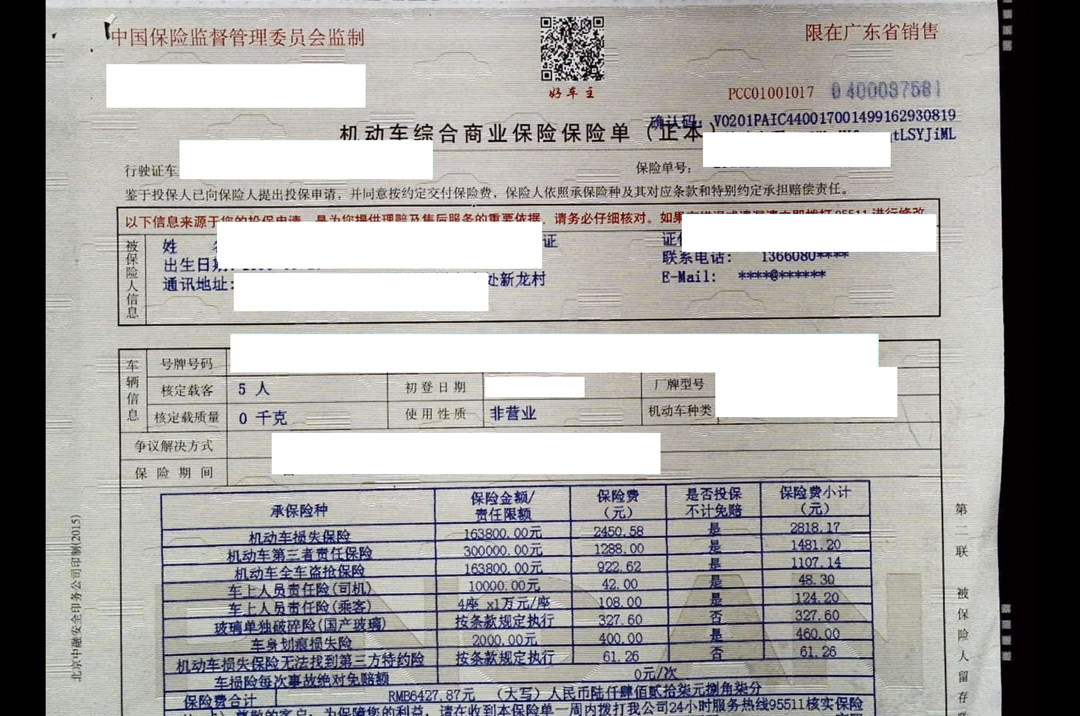 中国保险监督管理委员会监制
限在广东省销售
好车主
PCC01001017 0400097581
确认码: V0201PAIC440017001499162930819
机动车综合商业保险保险单（正本）
tLSYJiML
行驶证车
保险单号:
鉴于投保人已向保险人提出投保申请，并同意按约定交付保险费，保险人依照承保险种及其对应条款和特别约定承担赔偿责任。
以下信息来源于您的投保申请，是为您提供理赔及售后服务的重要依据，请务必仔细核对。如果 95511 进行修改
被保险人信息
姓 证
出生日期
联系电话: 1366080****
通讯地址: 处新龙村
E-Mail: ****@******
车辆信息
号牌号码
核定载客 5 人 初登日期 厂牌型号
核定载质量 0 千克 使用性质 非营业 机动车种类
争议解决方式
保险期间
承保险种 保险金额/责任限额 保险费（元） 是否投保不计免赔 保险费小计（元）
机动车损失保险 163800.00元 2450.58 是 2818.17
机动车第三者责任保险 300000.00元 1288.00 是 1481.20
机动车全车盗抢保险 163800.00元 922.62 是 1107.14
车上人员责任险(司机) 10000.00元 42.00 是 48.30
车上人员责任险(乘客) 4座 x1万元/座 108.00 是 124.20
玻璃单独破碎险(国产玻璃) 按条款规定执行 327.60 否 327.60
车身划痕损失险 2000.00元 400.00 是 460.00
机动车损失保险无法找到第三方特约险 按条款规定执行 61.26 否 61.26
车损险每次事故绝对免赔额 0元/次
保险费合计 RMB6427.87元 （大写）人民币陆仟肆佰贰拾柒元捌角柒分
尊敬的客户：为保障您的利益，请在收到本保险单一周内拨打我公司24小时服务热线95511核实保险
第二联 被保险人留存
北京中融安全印务公司印制(2015)